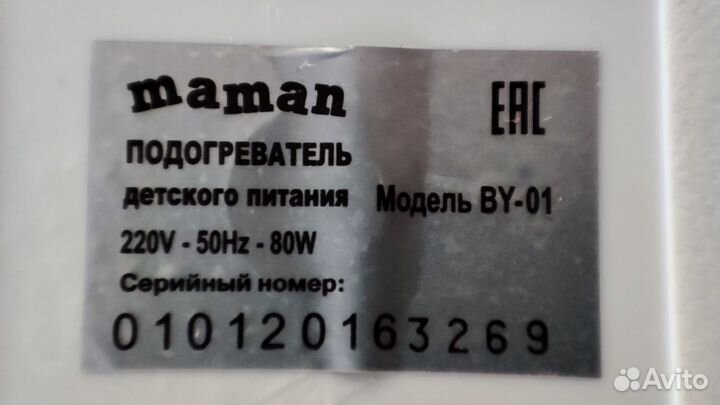 maman
EAC
ПОДОГРЕВАТЕЛЬ
детского питания
Модель BY-01
220V - 50Hz - 80W
Серийный номер:
010120163269
Avito